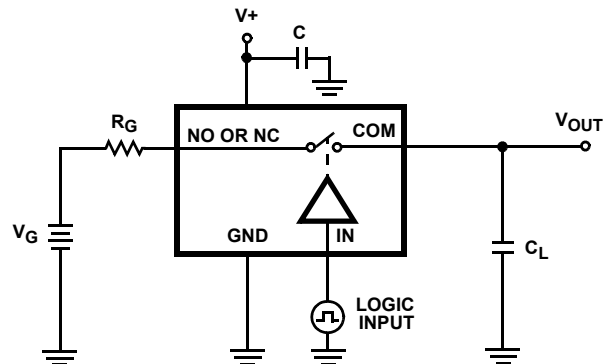 V+
C
RG
NO OR NC
COM
VOUT
VG
GND
IN
CL
LOGIC
INPUT